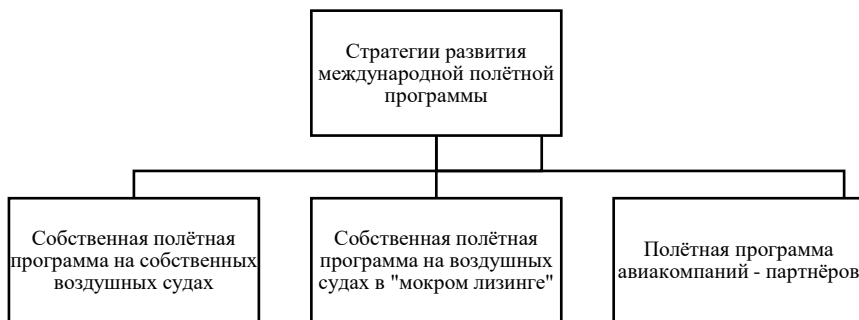 Стратегии развития
международной полётной
программы
Собственная полётная
программа на собственных
воздушных судах
Собственная полётная
программа на воздушных
судах в "мокром лизинге"
Полётная программа
авиакомпаний - партнёров